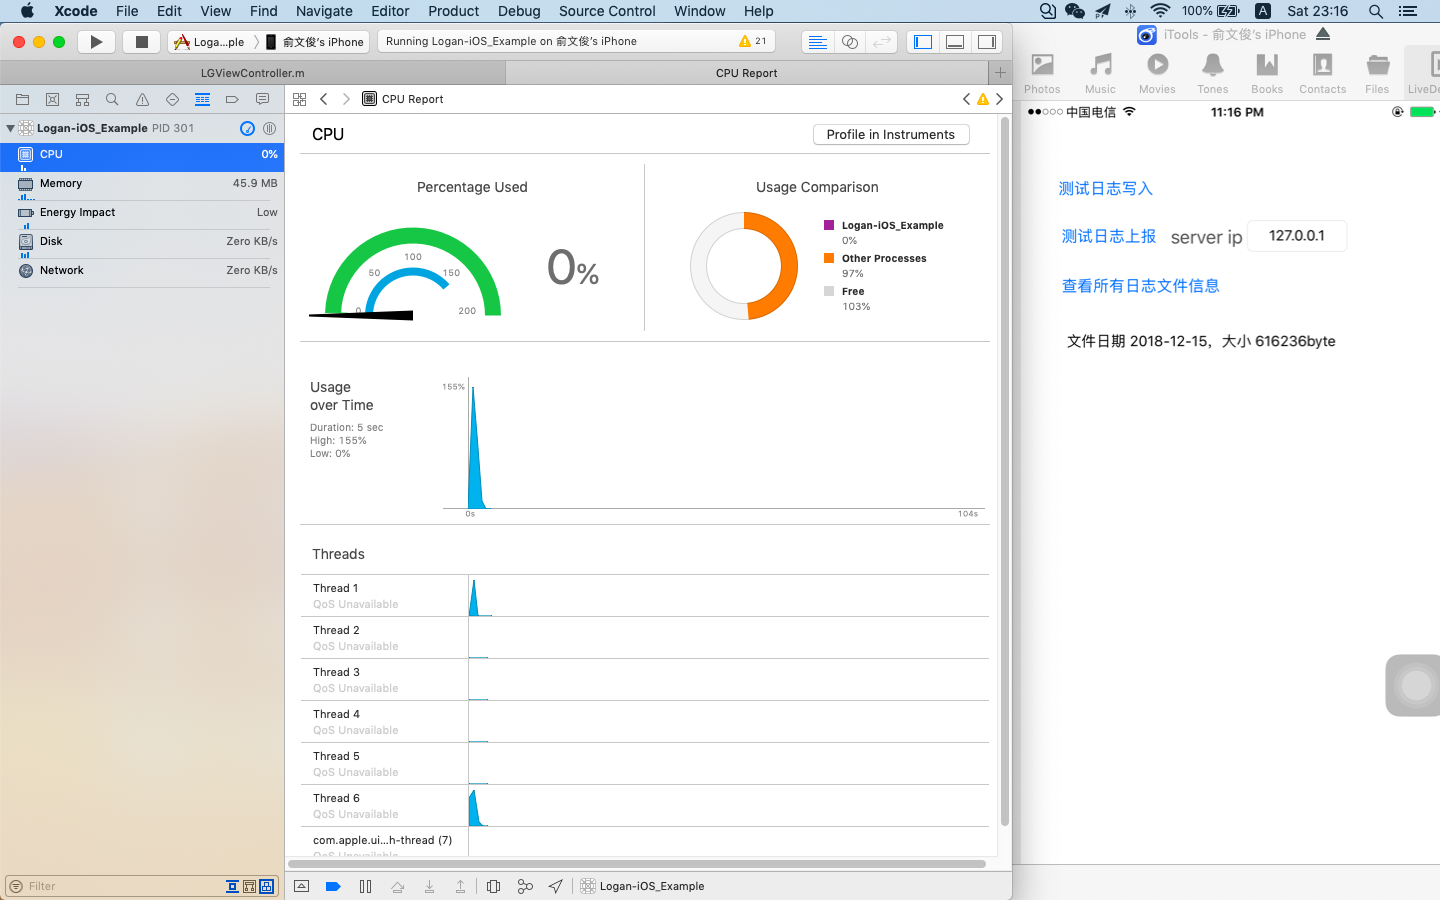 Xcode File Edit View Find Navigate Editor Product Debug Source Control Window Help 100% A Sat 23:16
Loga...ple 俞文俊's iPhone Running Logan-iOS_Example on 俞文俊's iPhone 21
iTools - 俞文俊's iPhone
LGViewController.m CPU Report
Photos Music Movies Tones Books Contacts Files LiveDe
CPU Report
中国电信 11:16 PM
Logan-iOS_Example PID 301
CPU 0%
Memory 45.9 MB
Energy Impact Low
Disk Zero KB/s
Network Zero KB/s
Filter
CPU Profile in Instruments
Percentage Used
0 50 100 150 200
0%
Usage Comparison
Logan-iOS_Example
0%
Other Processes
97%
Free
103%
Usage
over Time
Duration: 5 sec
High: 155%
Low: 0%
155%
0s 104s
Threads
Thread 1
QoS Unavailable
Thread 2
QoS Unavailable
Thread 3
QoS Unavailable
Thread 4
QoS Unavailable
Thread 5
QoS Unavailable
Thread 6
QoS Unavailable
com.apple.ui...h-thread (7)
QoS Unavailable
Logan-iOS_Example
测试日志写入
测试日志上报 server ip 127.0.0.1
查看所有日志文件信息
文件日期 2018-12-15，大小 616236byte